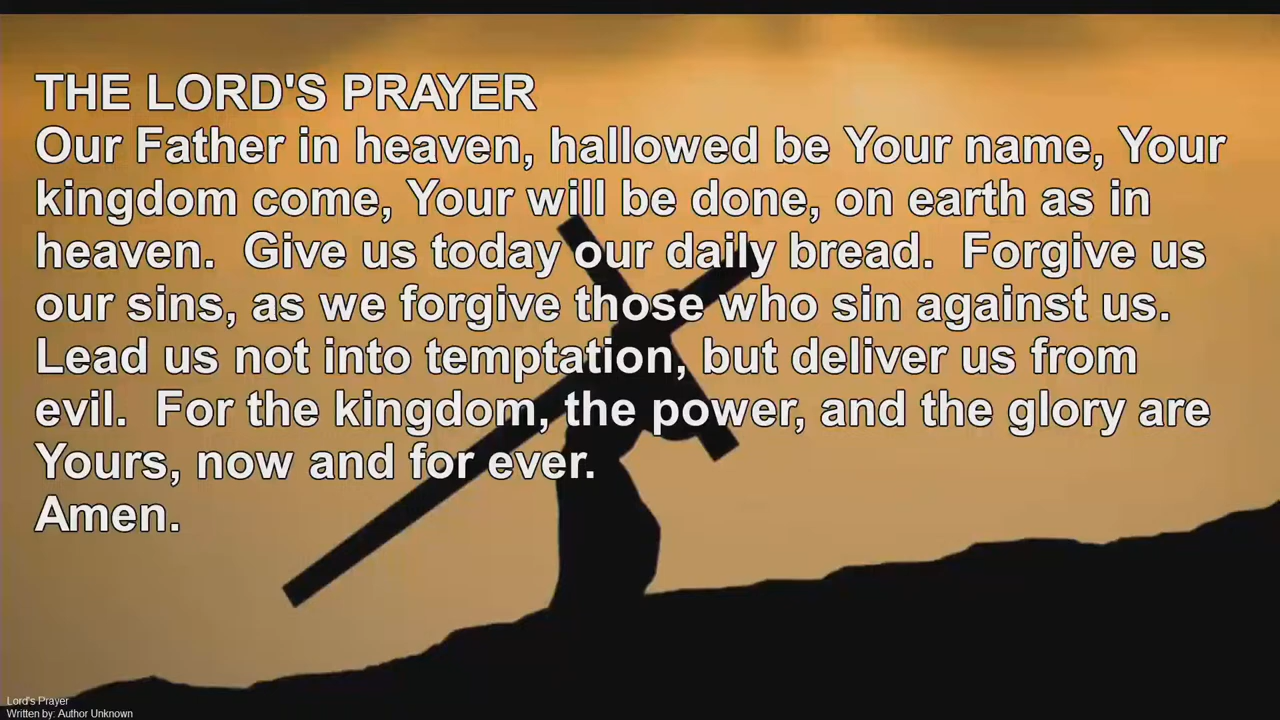 THE LORD'S PRAYER
Our Father in heaven, hallowed be Your name, Your
kingdom come, Your will be done, on earth as in
heaven.  Give us today our daily bread.  Forgive us
our sins, as we forgive those who sin against us.
Lead us not into temptation, but deliver us from
evil.  For the kingdom, the power, and the glory are
Yours, now and for ever.
Amen.
Lord's Prayer
Written by: Author Unknown